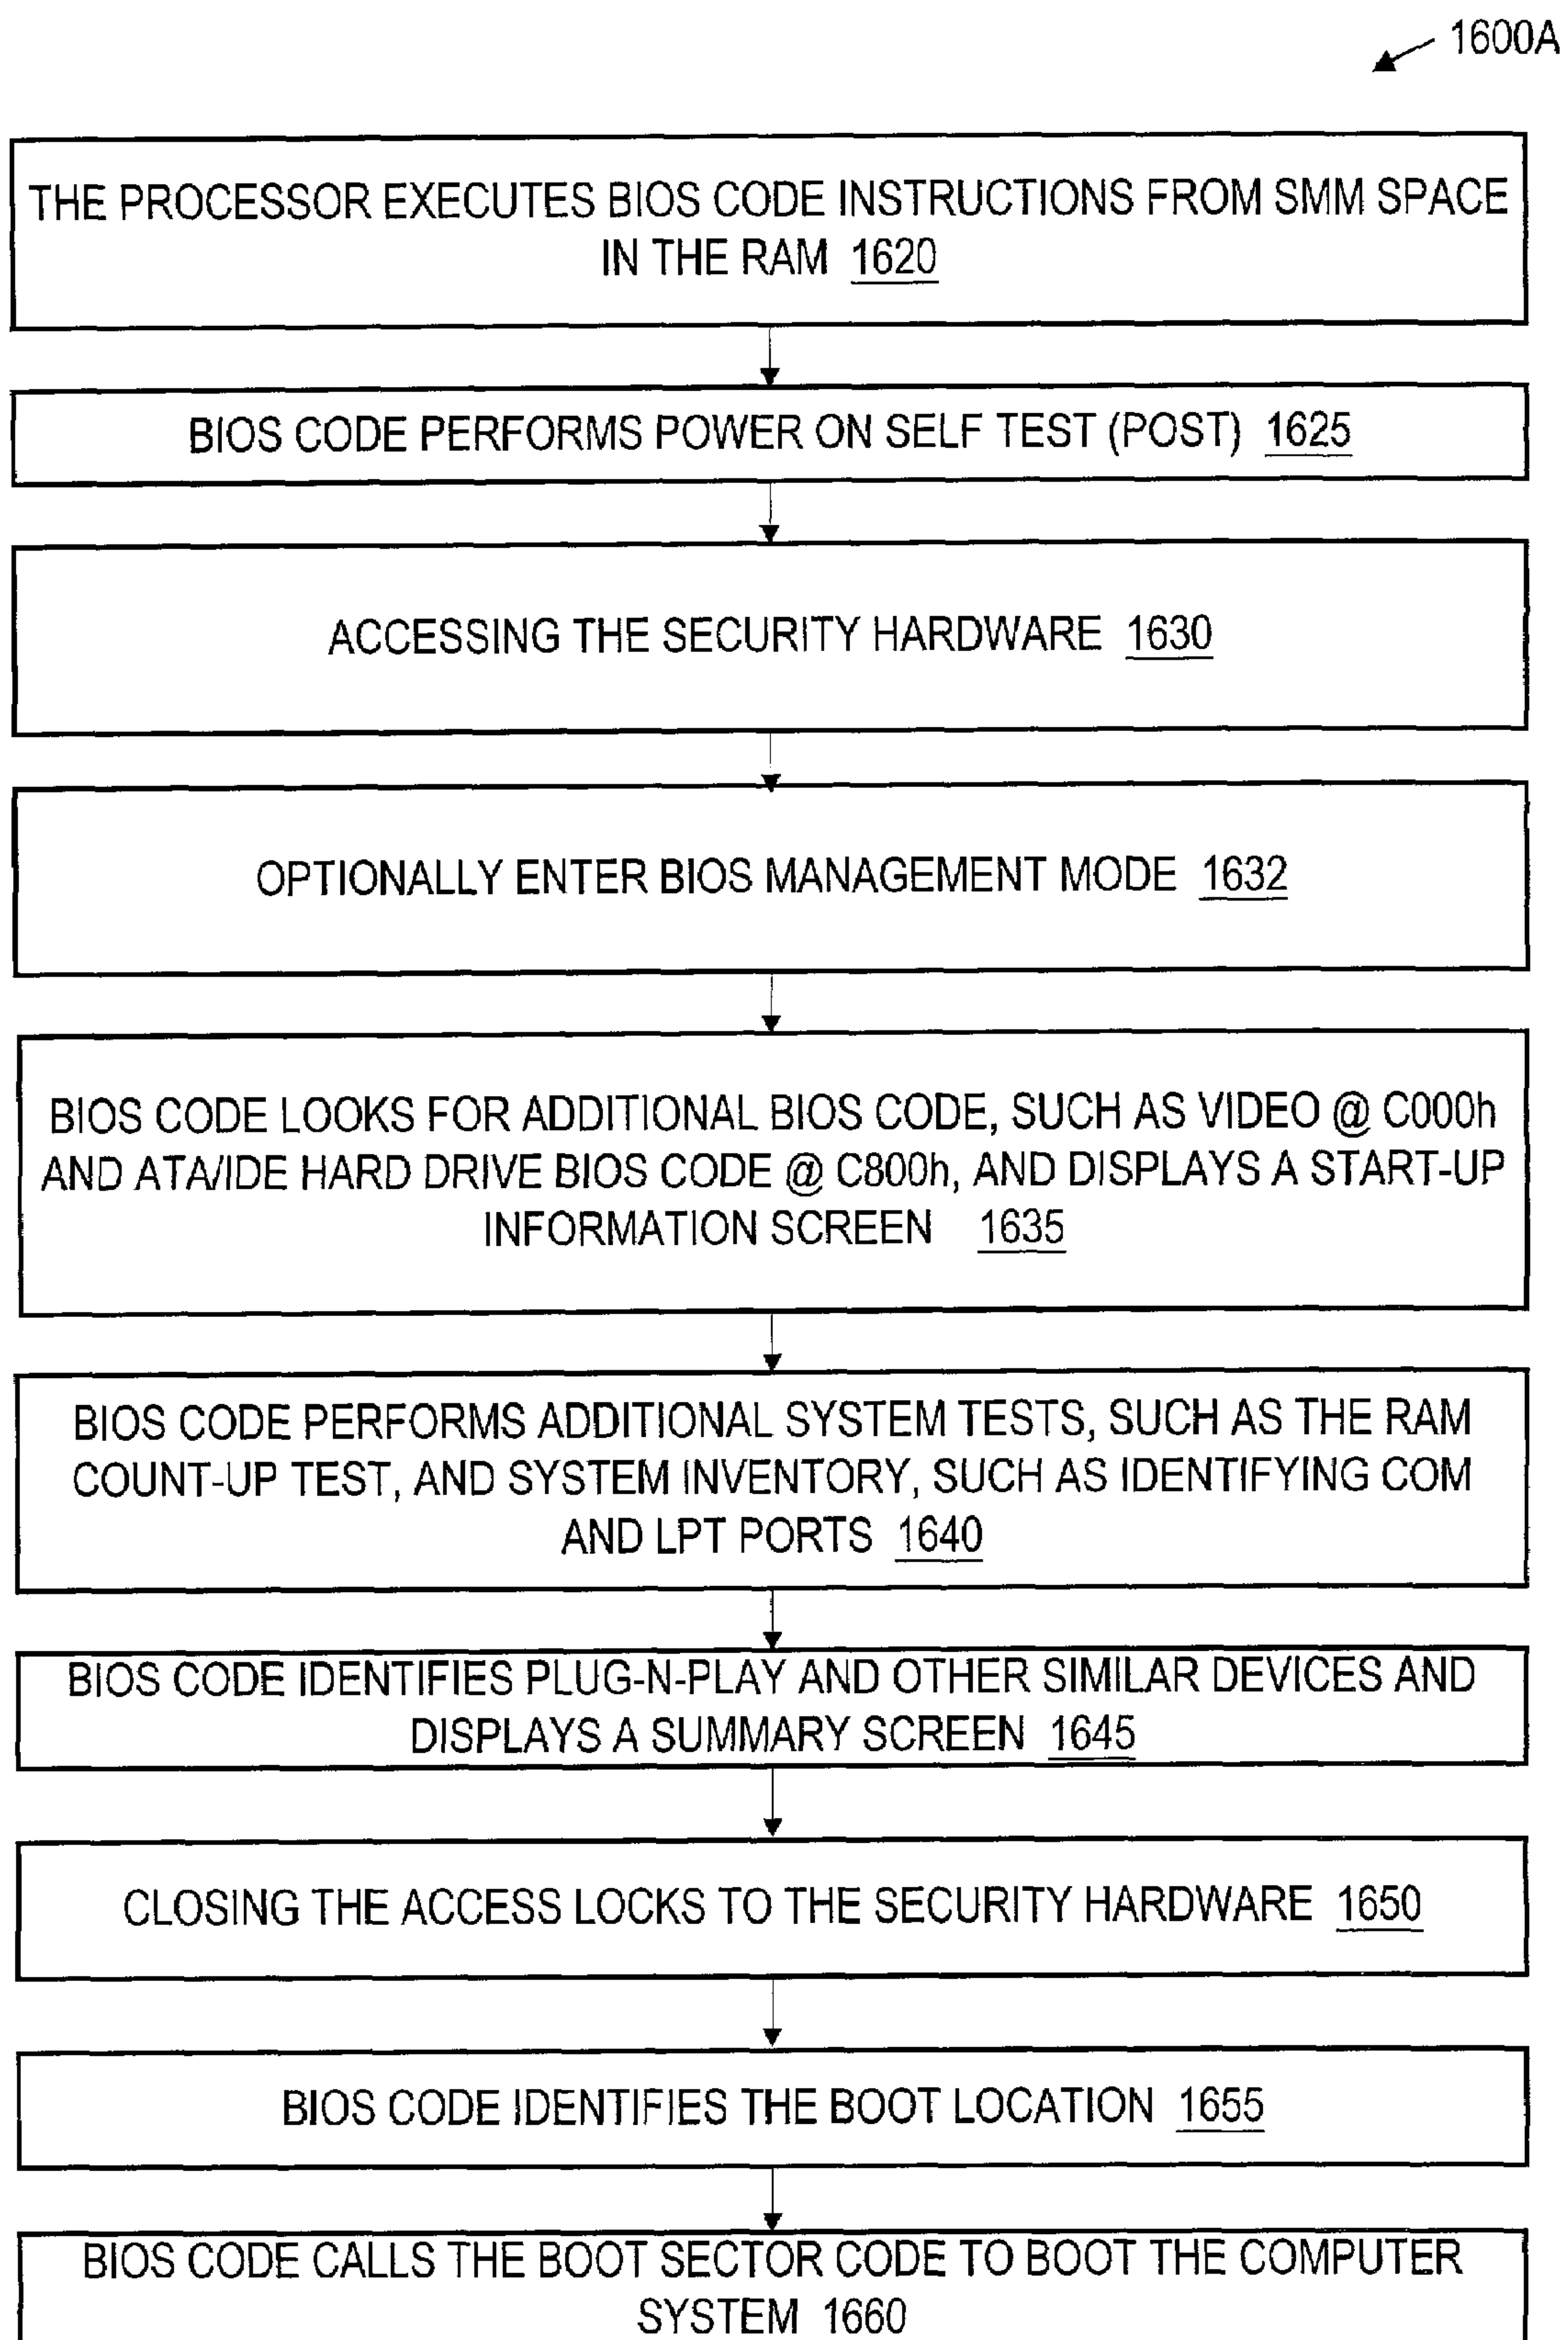 1600A
THE PROCESSOR EXECUTES BIOS CODE INSTRUCTIONS FROM SMM SPACE
IN THE RAM 1620
BIOS CODE PERFORMS POWER ON SELF TEST (POST) 1625
ACCESSING THE SECURITY HARDWARE 1630
OPTIONALLY ENTER BIOS MANAGEMENT MODE 1632
BIOS CODE LOOKS FOR ADDITIONAL BIOS CODE, SUCH AS VIDEO @ C000h
AND ATA/IDE HARD DRIVE BIOS CODE @ C800h, AND DISPLAYS A START-UP
INFORMATION SCREEN 1635
BIOS CODE PERFORMS ADDITIONAL SYSTEM TESTS, SUCH AS THE RAM
COUNT-UP TEST, AND SYSTEM INVENTORY, SUCH AS IDENTIFYING COM
AND LPT PORTS 1640
BIOS CODE IDENTIFIES PLUG-N-PLAY AND OTHER SIMILAR DEVICES AND
DISPLAYS A SUMMARY SCREEN 1645
CLOSING THE ACCESS LOCKS TO THE SECURITY HARDWARE 1650
BIOS CODE IDENTIFIES THE BOOT LOCATION 1655
BIOS CODE CALLS THE BOOT SECTOR CODE TO BOOT THE COMPUTER
SYSTEM 1660